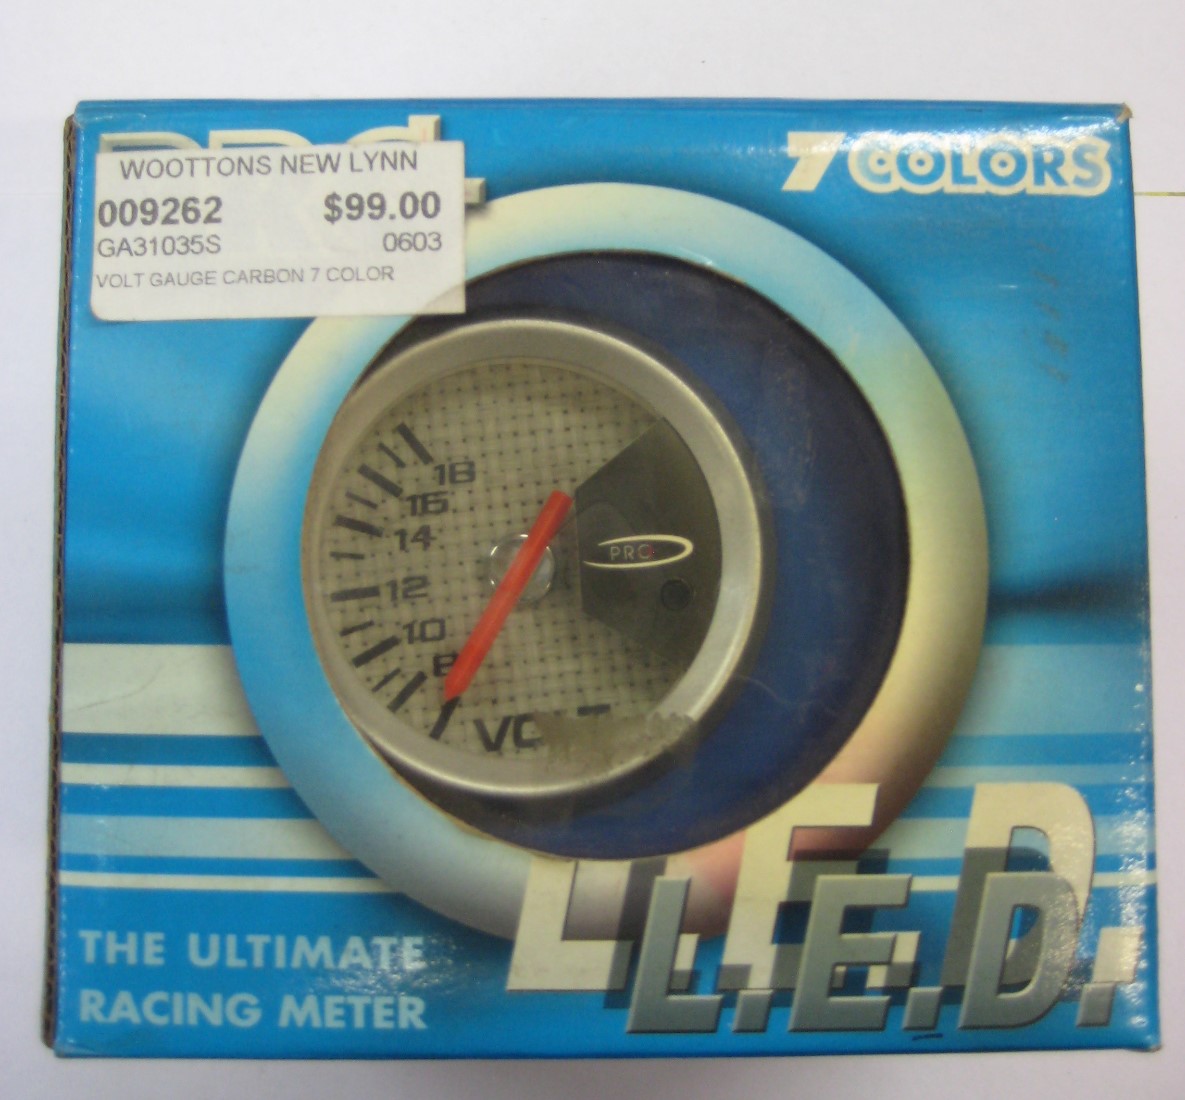 WOOTTONS NEW LYNN
009262 $99.00
GA31035S 0603
VOLT GAUGE CARBON 7 COLOR
7 COLORS
18
16
14
12
10
8
PRO
VOLT
L.E.D.
L.E.D.
THE ULTIMATE
RACING METER